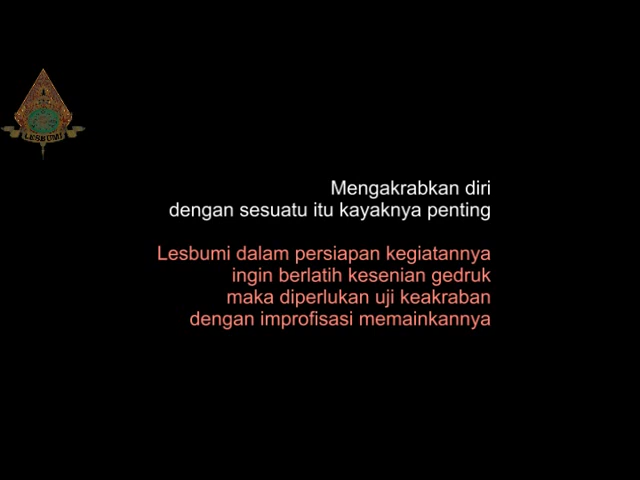 LESBUMI
Mengakrabkan diri
dengan sesuatu itu kayaknya penting
Lesbumi dalam persiapan kegiatannya
ingin berlatih kesenian gedruk
maka diperlukan uji keakraban
dengan improfisasi memainkannya